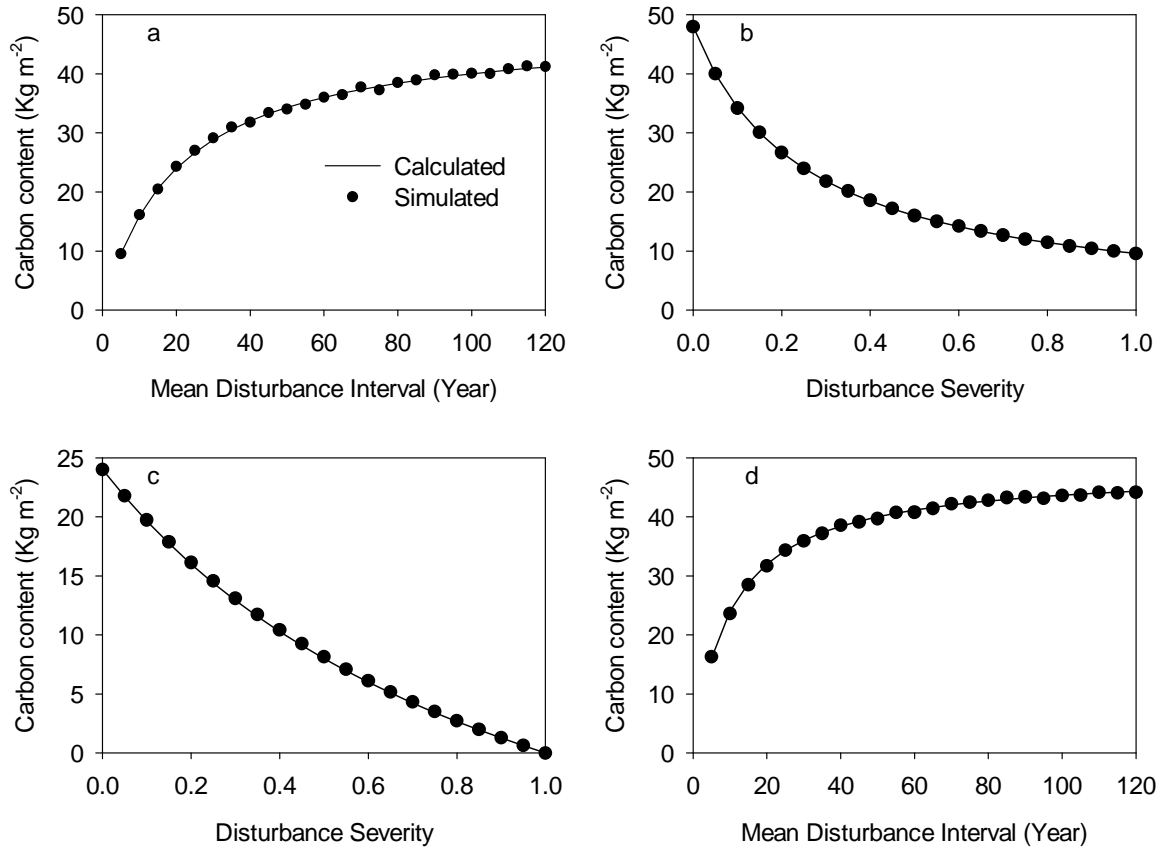 a
50
40
30
20
10
0
Carbon content (Kg m-2)
Calculated
Simulated
0 20 40 60 80 100 120
Mean Disturbance Interval (Year)
b
50
40
30
20
10
0
Carbon content (Kg m-2)
0.0 0.2 0.4 0.6 0.8 1.0
Disturbance Severity
c
25
20
15
10
5
0
Carbon content (Kg m-2)
0.0 0.2 0.4 0.6 0.8 1.0
Disturbance Severity
d
50
40
30
20
10
0
Carbon content (Kg m-2)
0 20 40 60 80 100 120
Mean Disturbance Interval (Year)